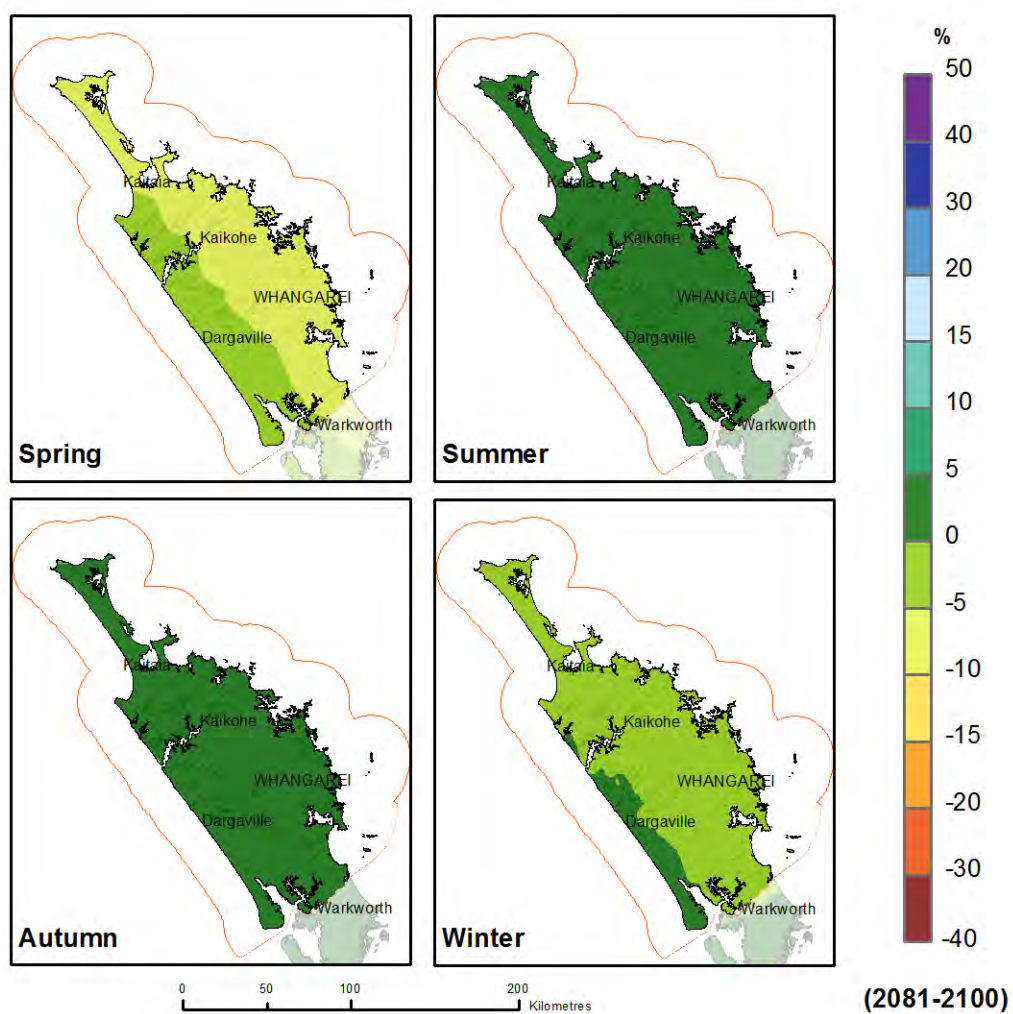 Kaitaia
Kaikohe
WHANGAREI
Dargaville
Warkworth
Spring
Kaitaia
Kaikohe
WHANGAREI
Dargaville
Warkworth
Summer
Kaitaia
Kaikohe
WHANGAREI
Dargaville
Warkworth
Autumn
Kaitaia
Kaikohe
WHANGAREI
Dargaville
Warkworth
Winter
%
50
40
30
20
15
10
5
0
-5
-10
-15
-20
-30
-40
0 50 100 200
Kilometres
(2081-2100)